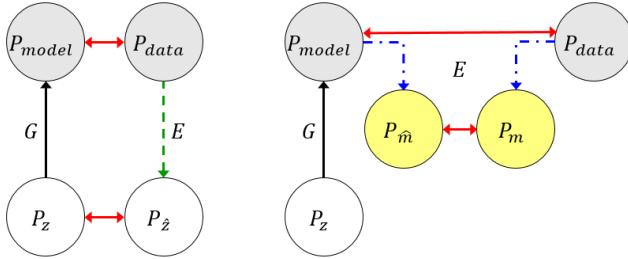 P_model P_data
G E
P_z P_ẑ
P_model P_data
E
P_m̂ P_m
G
P_z